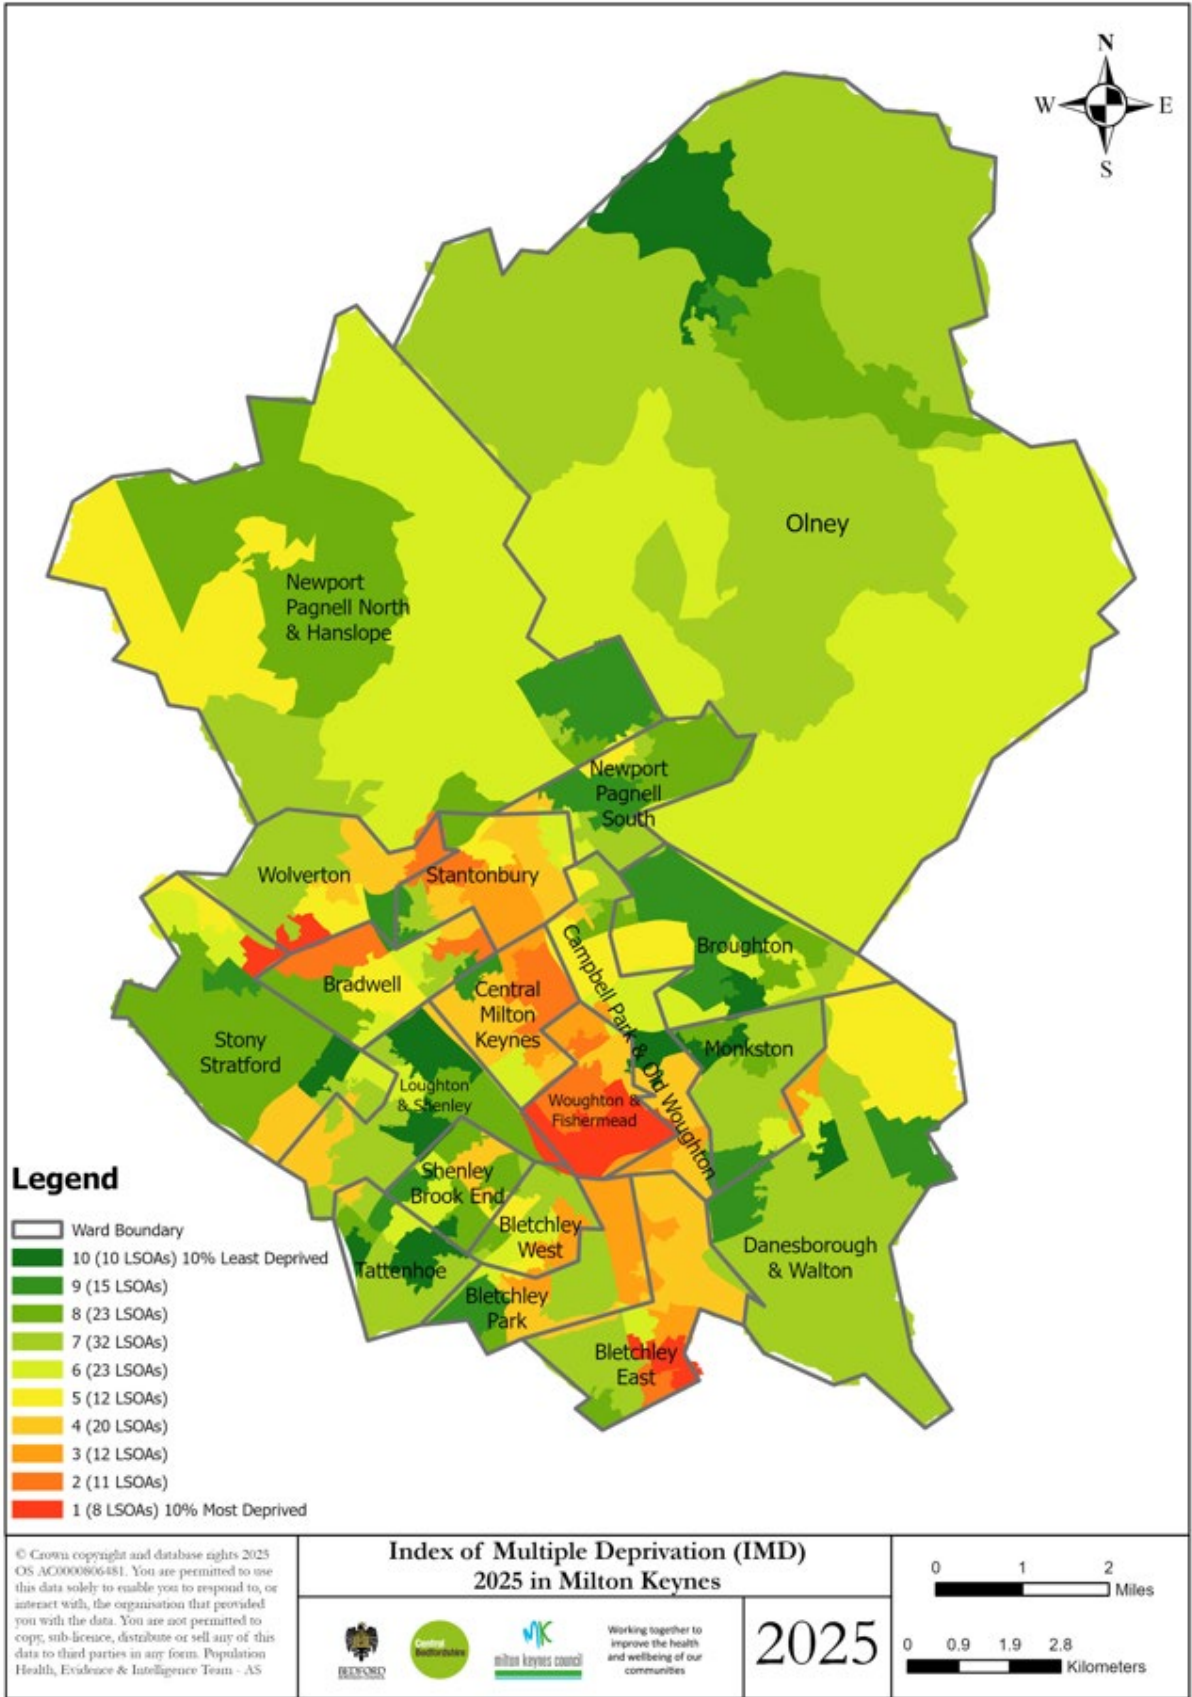 N
W
E
S
Olney
Newport
Pagnell North
& Hanslope
Newport
Pagnell
South
Wolverton
Stantonbury
Broughton
Campbell Park & Old Woughton
Bradwell
Central
Milton
Keynes
Stony
Stratford
Monkston
Loughton
& Shenley
Woughton &
Fishermead
Shenley
Brook End
Bletchley
West
Danesborough
& Walton
Tattenhoe
Bletchley
Park
Bletchley
East
Legend
Ward Boundary
10 (10 LSOAs) 10% Least Deprived
9 (15 LSOAs)
8 (23 LSOAs)
7 (32 LSOAs)
6 (23 LSOAs)
5 (12 LSOAs)
4 (20 LSOAs)
3 (12 LSOAs)
2 (11 LSOAs)
1 (8 LSOAs) 10% Most Deprived
© Crown copyright and database rights 2025
OS AC0000806481. You are permitted to use
this data solely to enable you to respond to, or
interact with, the organisation that provided
you with the data. You are not permitted to
copy, sub-licence, distribute or sell any of this
data to third parties in any form. Population
Health, Evidence & Intelligence Team - AS
Index of Multiple Deprivation (IMD)
2025 in Milton Keynes
BEDFORD
BOROUGH COUNCIL
Central
Bedfordshire
milton keynes council
Working together to
improve the health
and wellbeing of our
communities
2025
0 1 2
Miles
0 0.9 1.9 2.8
Kilometers